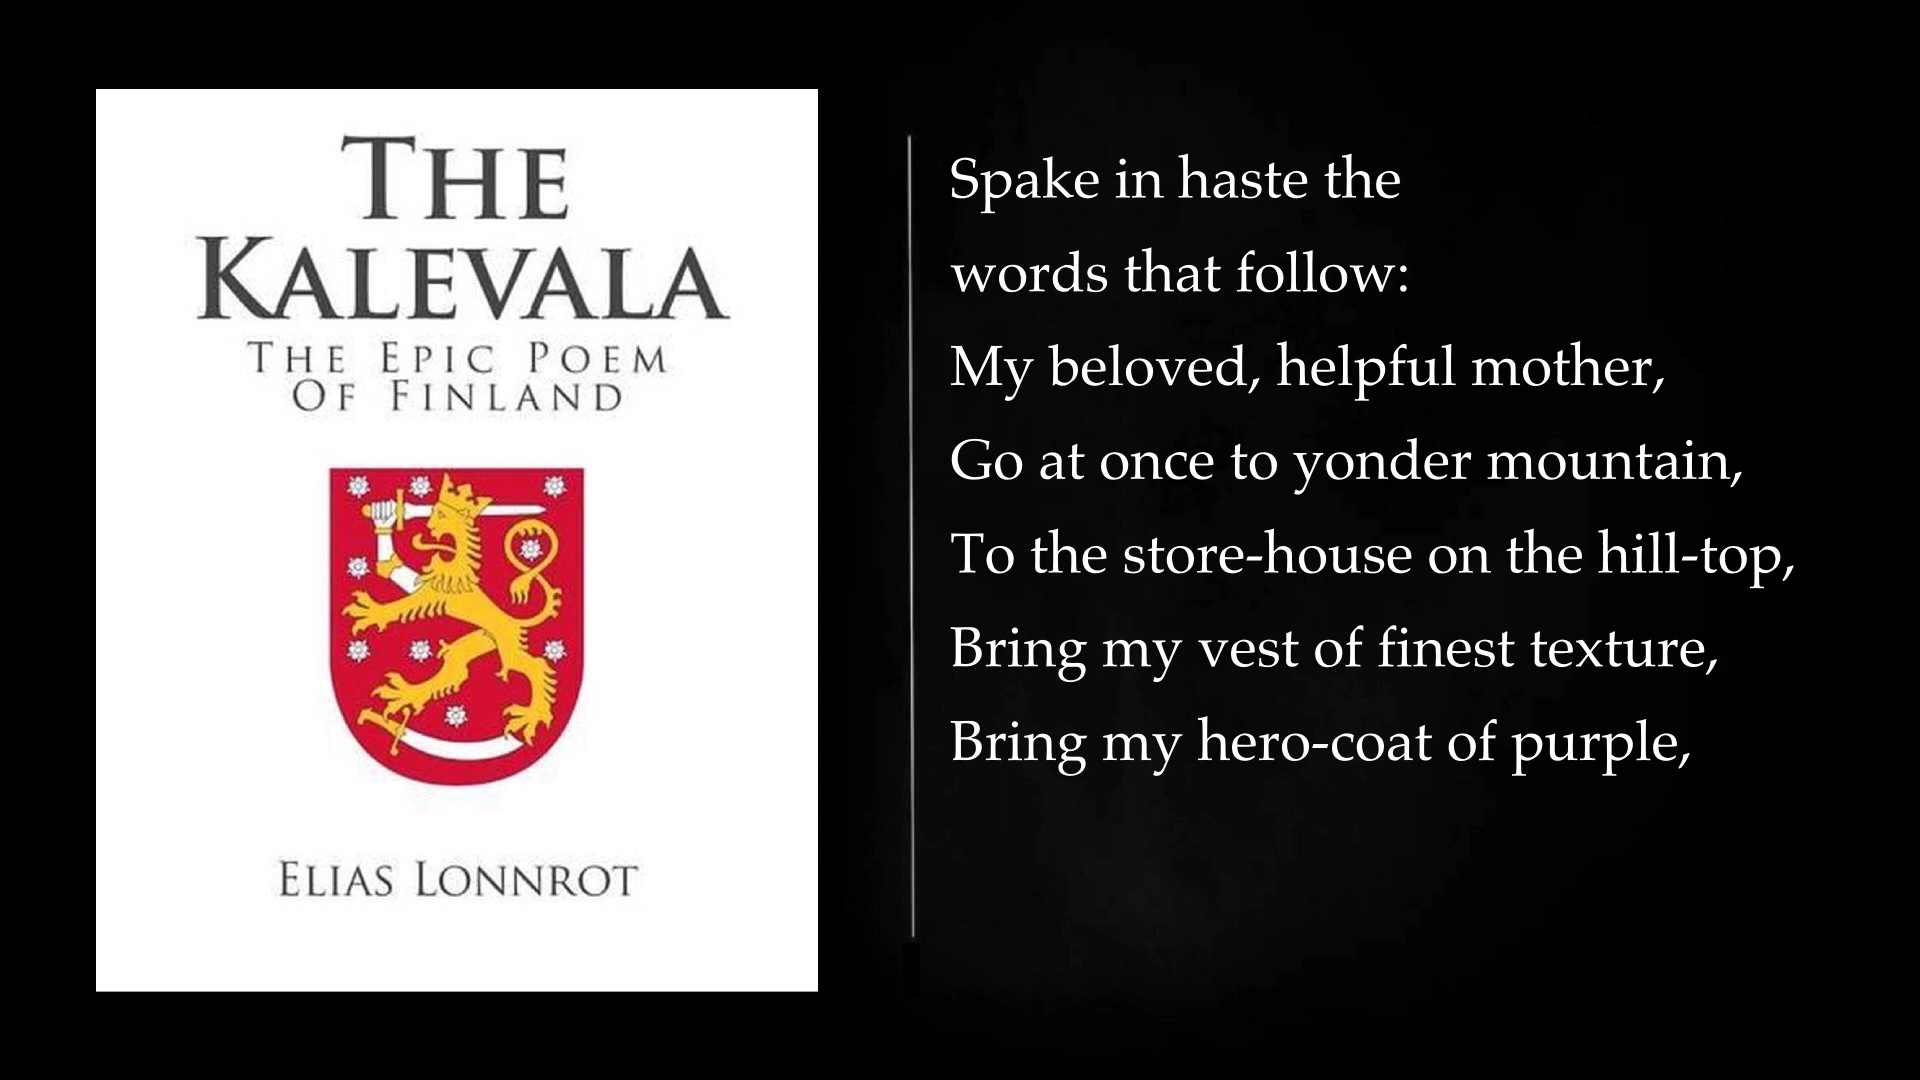 THE
KALEVALA
THE EPIC POEM
OF FINLAND
ELIAS LONNROT
Spake in haste the
words that follow:
My beloved, helpful mother,
Go at once to yonder mountain,
To the store-house on the hill-top,
Bring my vest of finest texture,
Bring my hero-coat of purple,